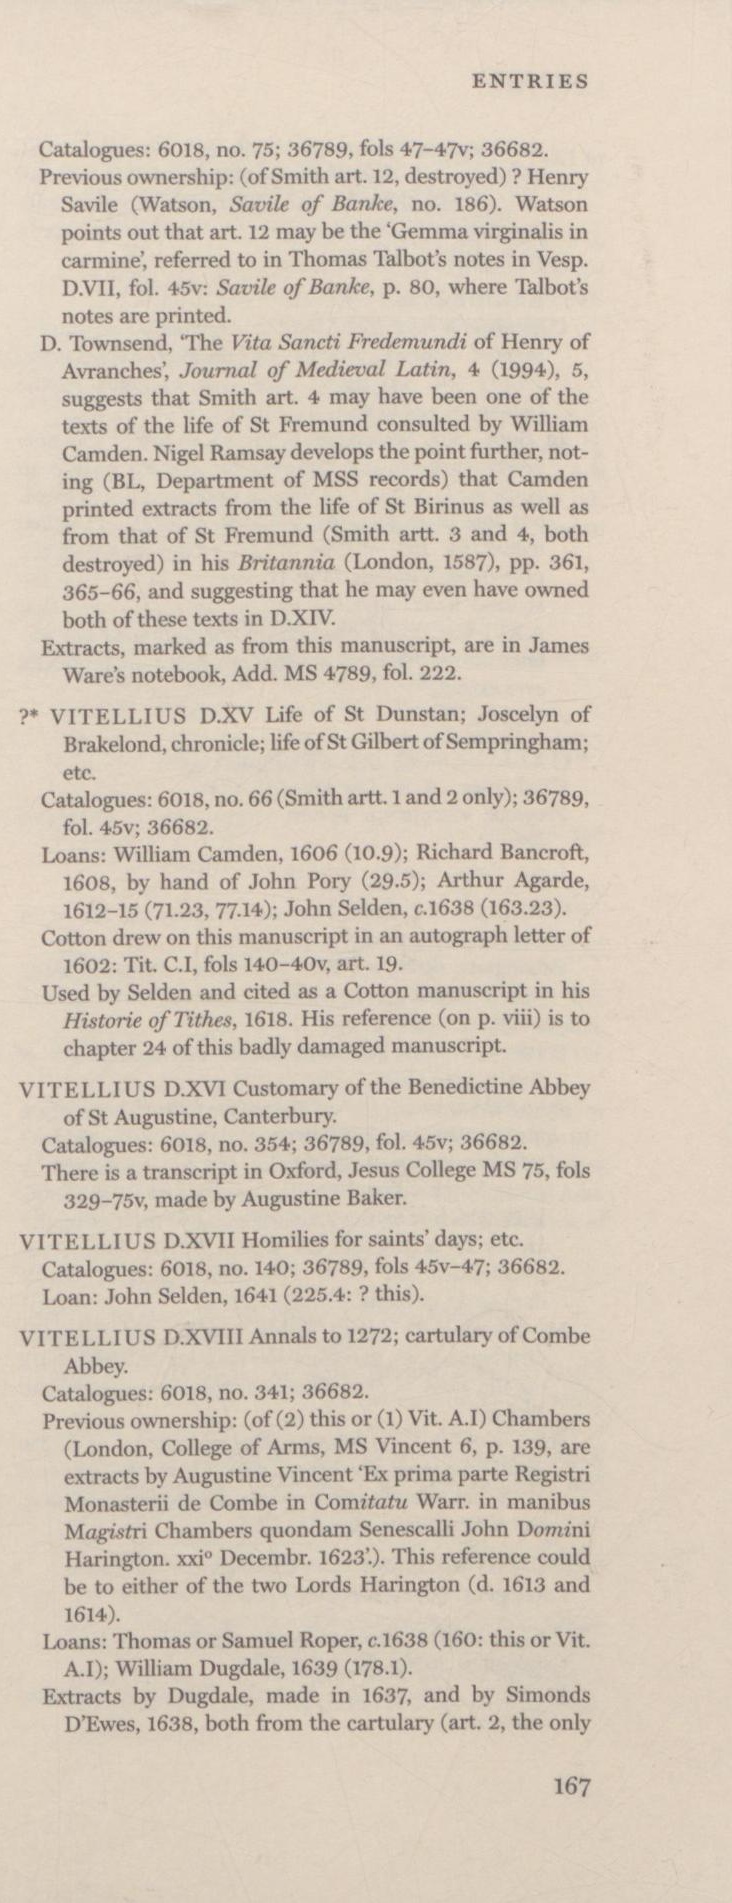 ENTRIES
Catalogues: 6018, no. 75; 36789, fols 47–47v; 36682.
Previous ownership: (of Smith art. 12, destroyed) ? Henry
Savile (Watson, Savile of Banke, no. 186). Watson
points out that art. 12 may be the ‘Gemma virginalis in
carmine’, referred to in Thomas Talbot’s notes in Vesp.
D.VII, fol. 45v: Savile of Banke, p. 80, where Talbot’s
notes are printed.
D. Townsend, ‘The Vita Sancti Fredemundi of Henry of
Avranches’, Journal of Medieval Latin, 4 (1994), 5,
suggests that Smith art. 4 may have been one of the
texts of the life of St Fremund consulted by William
Camden. Nigel Ramsay develops the point further, not-
ing (BL, Department of MSS records) that Camden
printed extracts from the life of St Birinus as well as
from that of St Fremund (Smith artt. 3 and 4, both
destroyed) in his Britannia (London, 1587), pp. 361,
365–66, and suggesting that he may even have owned
both of these texts in D.XIV.
Extracts, marked as from this manuscript, are in James
Ware’s notebook, Add. MS 4789, fol. 222.
?* VITELLIUS D.XV Life of St Dunstan; Joscelyn of
Brakelond, chronicle; life of St Gilbert of Sempringham;
etc.
Catalogues: 6018, no. 66 (Smith artt. 1 and 2 only); 36789,
fol. 45v; 36682.
Loans: William Camden, 1606 (10.9); Richard Bancroft,
1608, by hand of John Pory (29.5); Arthur Agarde,
1612–15 (71.23, 77.14); John Selden, c.1638 (163.23).
Cotton drew on this manuscript in an autograph letter of
1602: Tit. C.I, fols 140–40v, art. 19.
Used by Selden and cited as a Cotton manuscript in his
Historie of Tithes, 1618. His reference (on p. viii) is to
chapter 24 of this badly damaged manuscript.
VITELLIUS D.XVI Customary of the Benedictine Abbey
of St Augustine, Canterbury.
Catalogues: 6018, no. 354; 36789, fol. 45v; 36682.
There is a transcript in Oxford, Jesus College MS 75, fols
329–75v, made by Augustine Baker.
VITELLIUS D.XVII Homilies for saints’ days; etc.
Catalogues: 6018, no. 140; 36789, fols 45v–47; 36682.
Loan: John Selden, 1641 (225.4: ? this).
VITELLIUS D.XVIII Annals to 1272; cartulary of Combe
Abbey.
Catalogues: 6018, no. 341; 36682.
Previous ownership: (of (2) this or (1) Vit. A.I) Chambers
(London, College of Arms, MS Vincent 6, p. 139, are
extracts by Augustine Vincent ‘Ex prima parte Registri
Monasterii de Combe in Comitatu Warr. in manibus
Magistri Chambers quondam Senescalli John Domini
Harington. xxiº Decembr. 1623’.). This reference could
be to either of the two Lords Harington (d. 1613 and
1614).
Loans: Thomas or Samuel Roper, c.1638 (160: this or Vit.
A.I); William Dugdale, 1639 (178.1).
Extracts by Dugdale, made in 1637, and by Simonds
D’Ewes, 1638, both from the cartulary (art. 2, the only
167